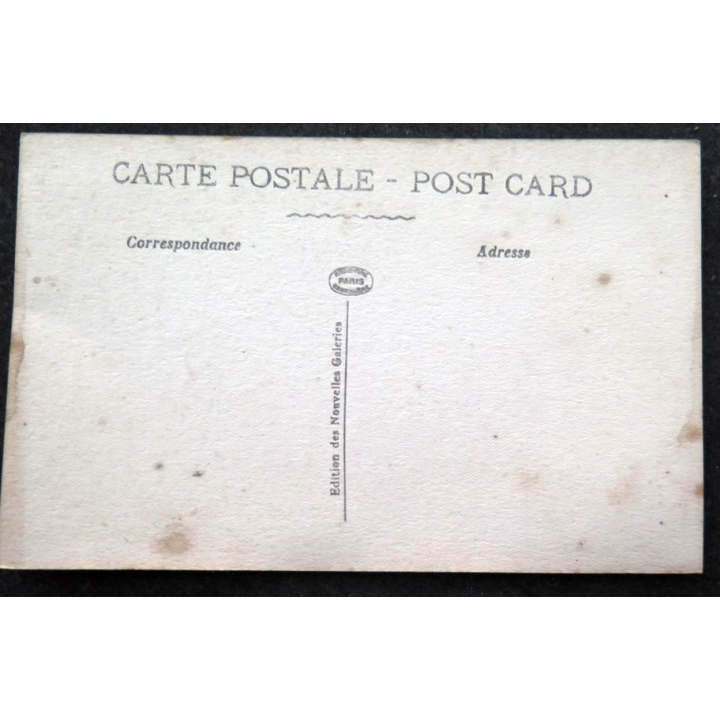 CARTE POSTALE - POST CARD
Correspondance
Adresse
PARIS
Edition des Nouvelles Galeries